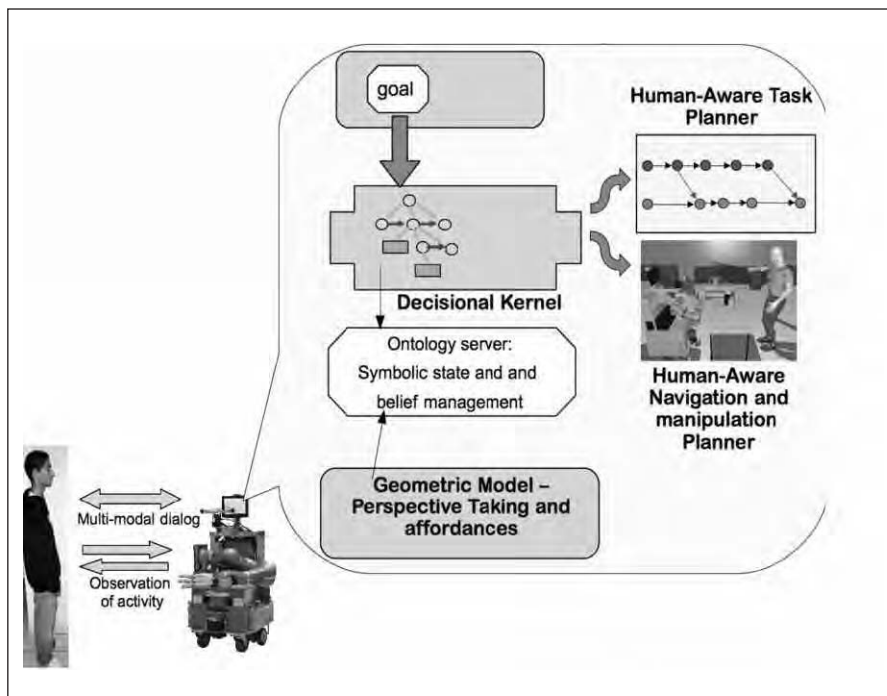 goal
Human-Aware Task
Planner
Decisional Kernel
Ontology server:
Symbolic state and and
belief management
Human-Aware
Navigation and
manipulation
Planner
Geometric Model –
Perspective Taking and
affordances
Multi-modal dialog
Observation
of activity